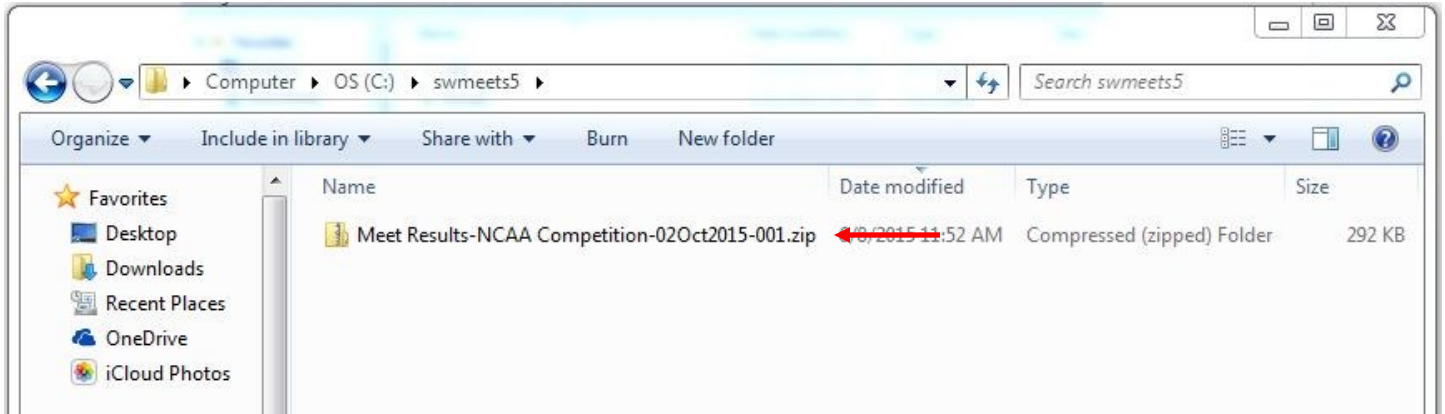 Computer OS (C:) swmeets5 Search swmeets5
Organize Include in library Share with Burn New folder
Favorites
Desktop
Downloads
Recent Places
OneDrive
iCloud Photos
Name Date modified Type Size
Meet Results-NCAA Competition-02Oct2015-001.zip 11:52 AM Compressed (zipped) Folder 292 KB